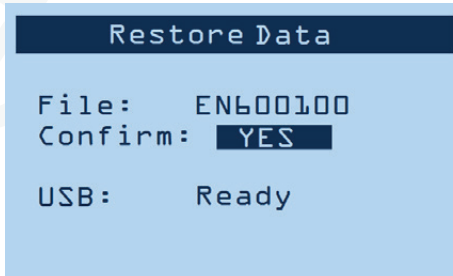 Restore Data
File: EN600100
Confirm: YES
USB: Ready